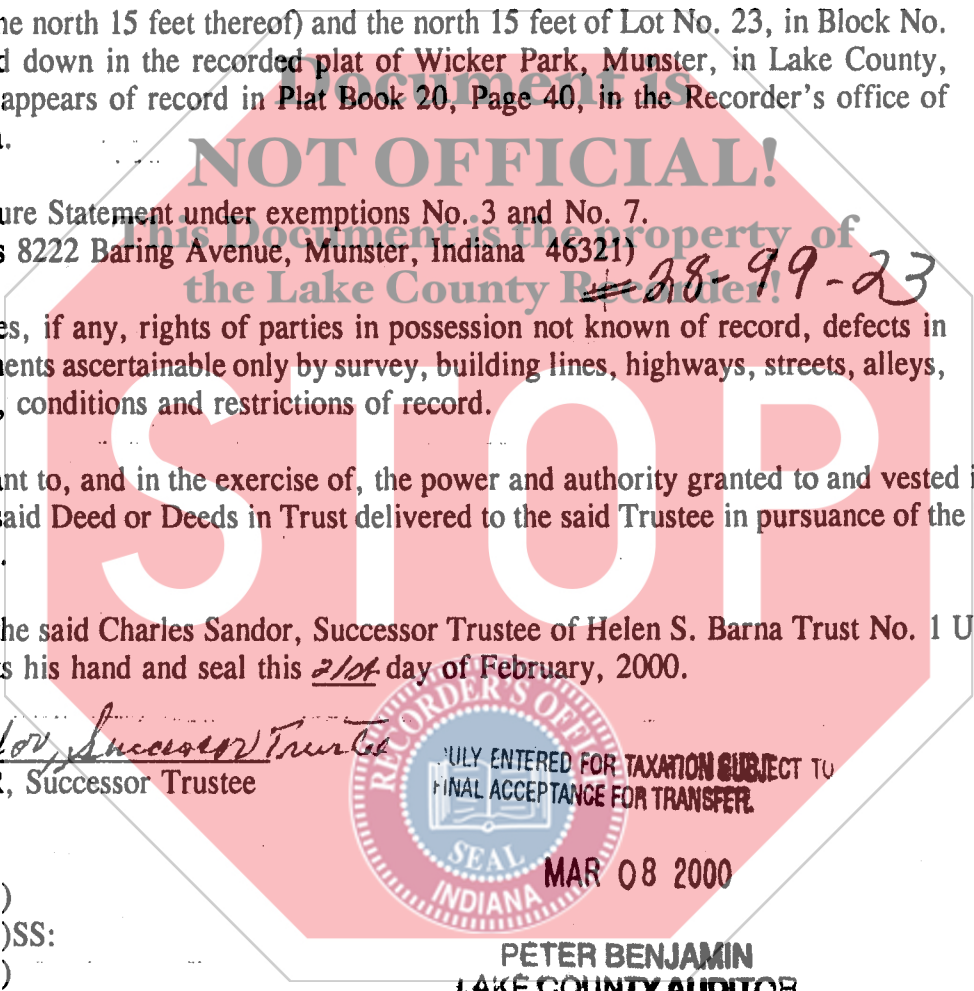 he north 15 feet thereof) and the north 15 feet of Lot No. 23, in Block No.
d down in the recorded plat of Wicker Park, Munster, in Lake County,
Document is
appears of record in Plat Book 20, Page 40, in the Recorder's office of
NOT OFFICIAL!
ure Statement under exemptions No. 3 and No. 7.
This Document is the property of
s 8222 Baring Avenue, Munster, Indiana 46321)
the Lake County Recorder!
#28-99-23
es, if any, rights of parties in possession not known of record, defects in
ents ascertainable only by survey, building lines, highways, streets, alleys,
, conditions and restrictions of record.
STOP
nt to, and in the exercise of, the power and authority granted to and vested i
said Deed or Deeds in Trust delivered to the said Trustee in pursuance of the
.
he said Charles Sandor, Successor Trustee of Helen S. Barna Trust No. 1 U
s his hand and seal this 21st day of February, 2000.
RECORDER'S OFFICE
SEAL
INDIANA
or, Successor Trustee
, Successor Trustee
ULY ENTERED FOR TAXATION SUBJECT TO
FINAL ACCEPTANCE FOR TRANSFER.
MAR 08 2000
)
)SS:
)
PETER BENJAMIN
LAKE COUNTY AUDITOR